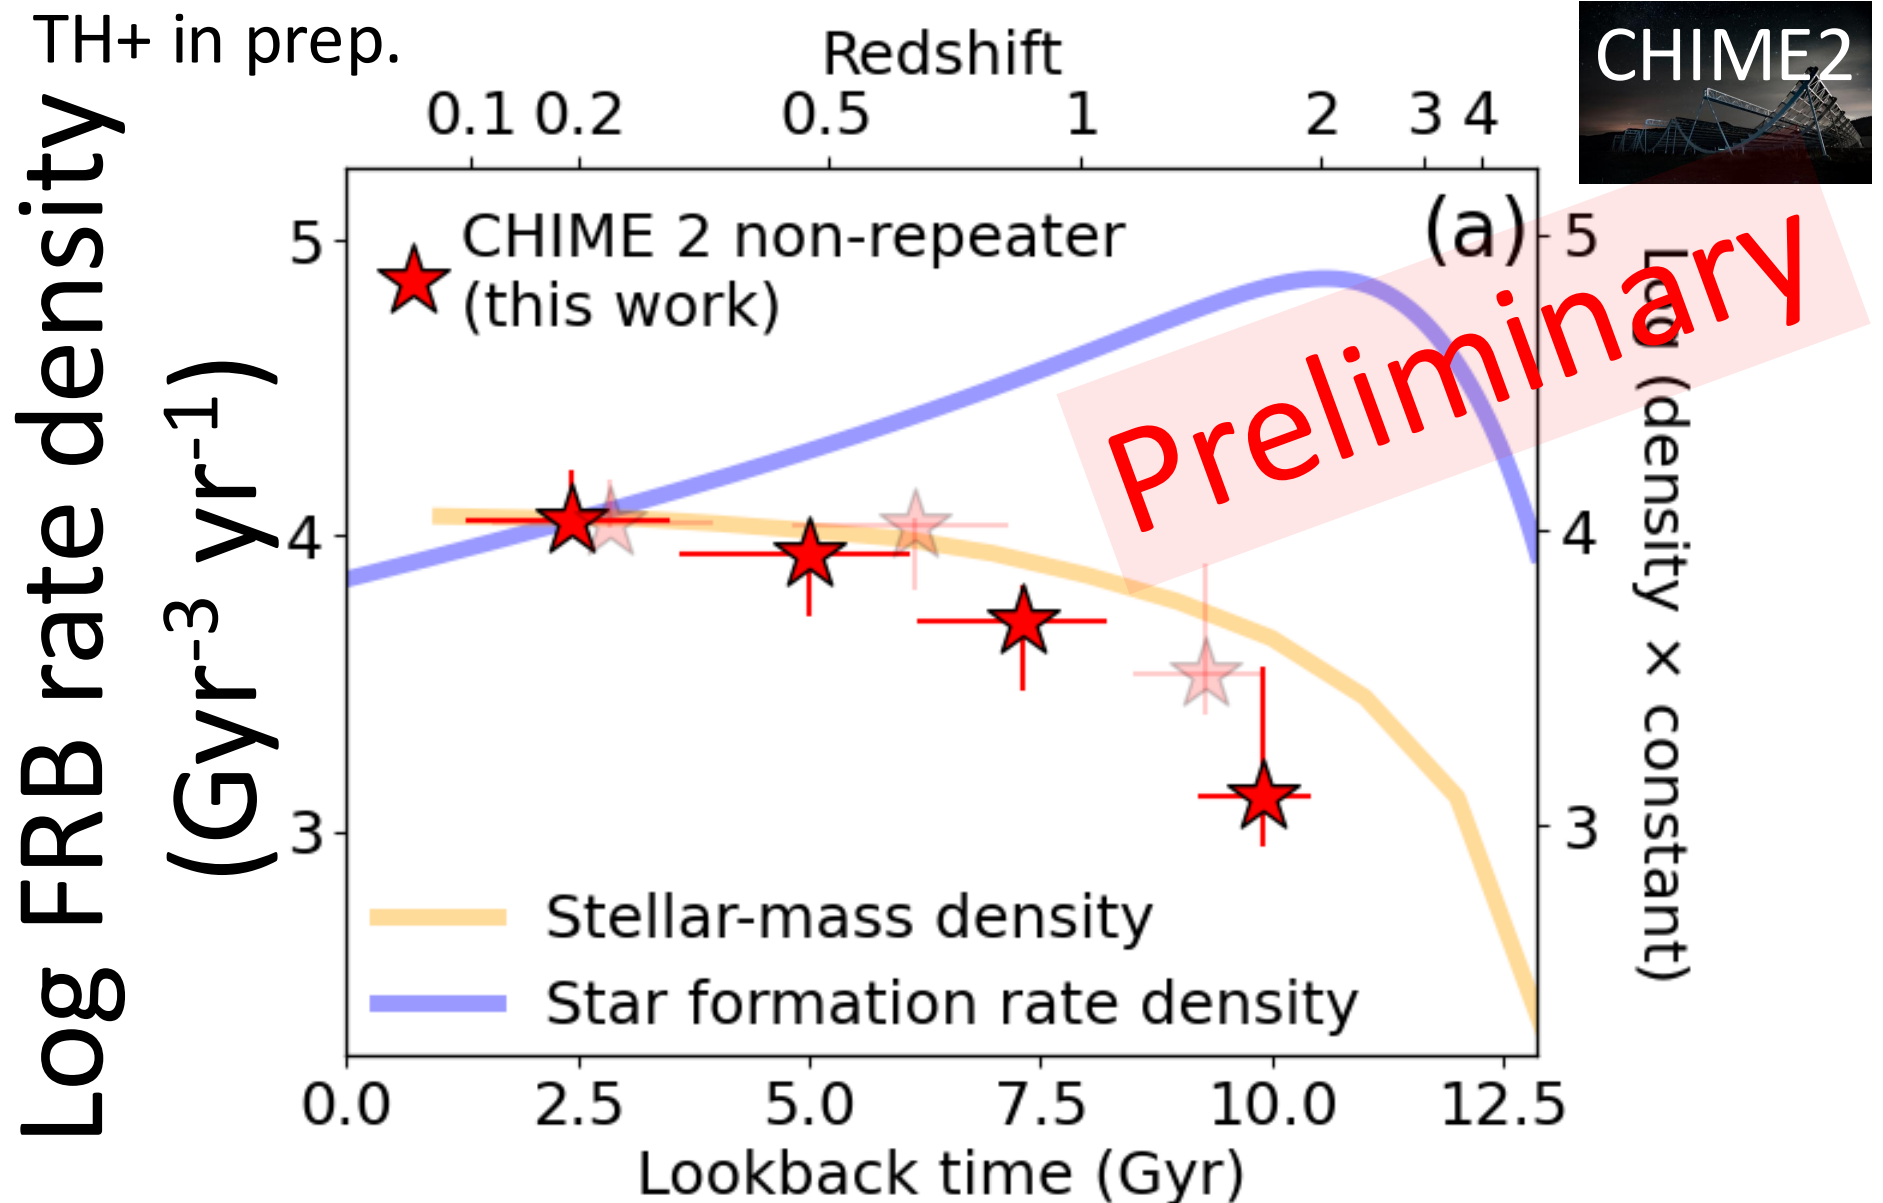 TH+ in prep.
CHIME2
Redshift
0.1 0.2 0.5 1 2 3 4
Log FRB rate density
(Gyr-3 yr-1)
5
4
3
CHIME 2 non-repeater
(this work)
(a)
Preliminary
Stellar-mass density
Star formation rate density
5
4
3
Log (density × constant)
0.0 2.5 5.0 7.5 10.0 12.5
Lookback time (Gyr)